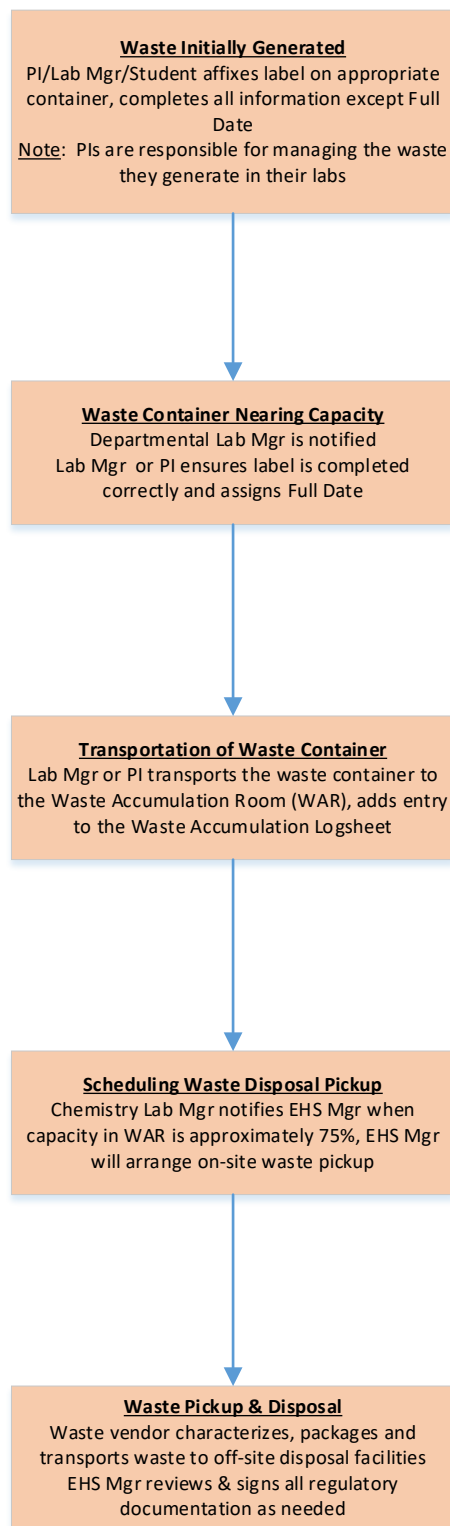 Waste Initially Generated
PI/Lab Mgr/Student affixes label on appropriate
container, completes all information except Full
Date
Note:  PIs are responsible for managing the waste
they generate in their labs
Waste Container Nearing Capacity
Departmental Lab Mgr is notified
Lab Mgr or PI ensures label is completed
correctly and assigns Full Date
Transportation of Waste Container
Lab Mgr or PI transports the waste container to
the Waste Accumulation Room (WAR), adds entry
to the Waste Accumulation Logsheet
Scheduling Waste Disposal Pickup
Chemistry Lab Mgr notifies EHS Mgr when
capacity in WAR is approximately 75%, EHS Mgr
will arrange on-site waste pickup
Waste Pickup & Disposal
Waste vendor characterizes, packages and
transports waste to off-site disposal facilities
EHS Mgr reviews & signs all regulatory
documentation as needed